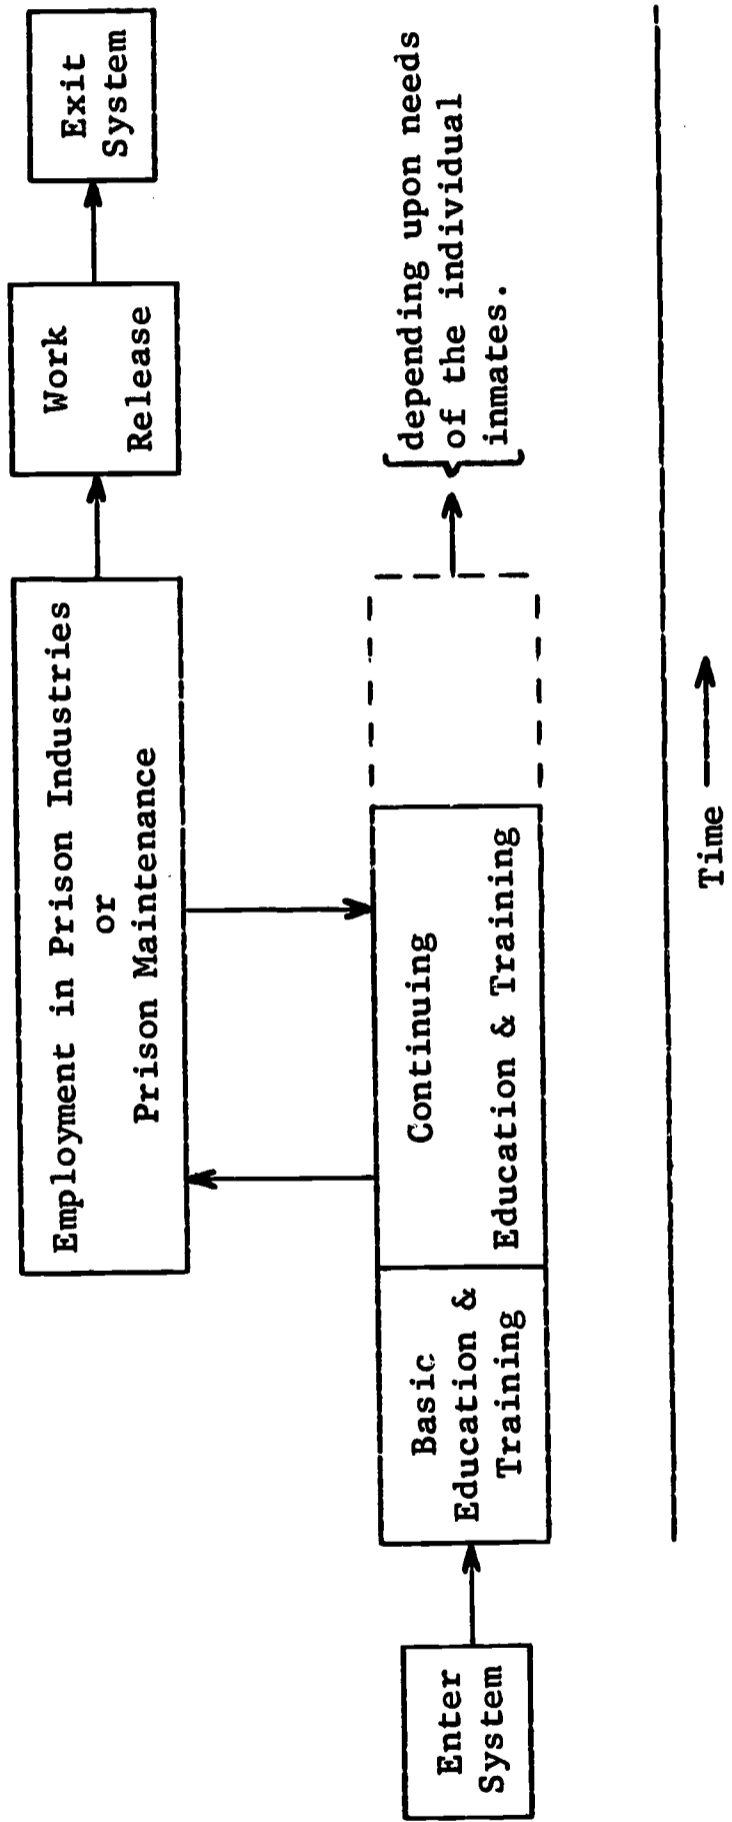 Enter
System
Basic
Education &
Training
Continuing
Education & Training
depending upon needs
of the individual
inmates.
Employment in Prison Industries
or
Prison Maintenance
Work
Release
Exit
System
Time